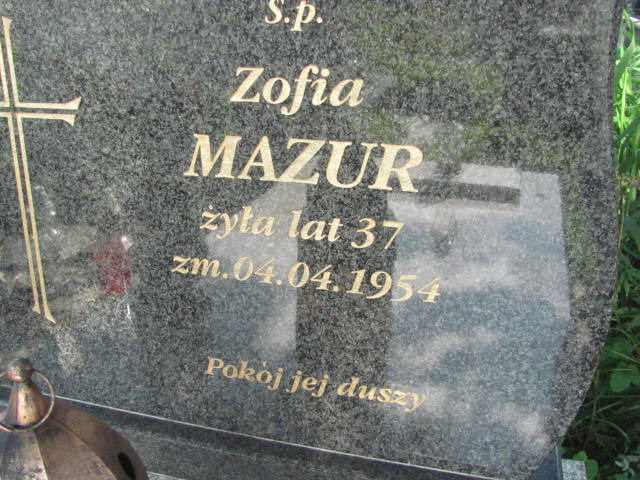 Ś.p.
Zofia
MAZUR
żyła lat 37
zm.04.04.1954
Pokój jej duszy